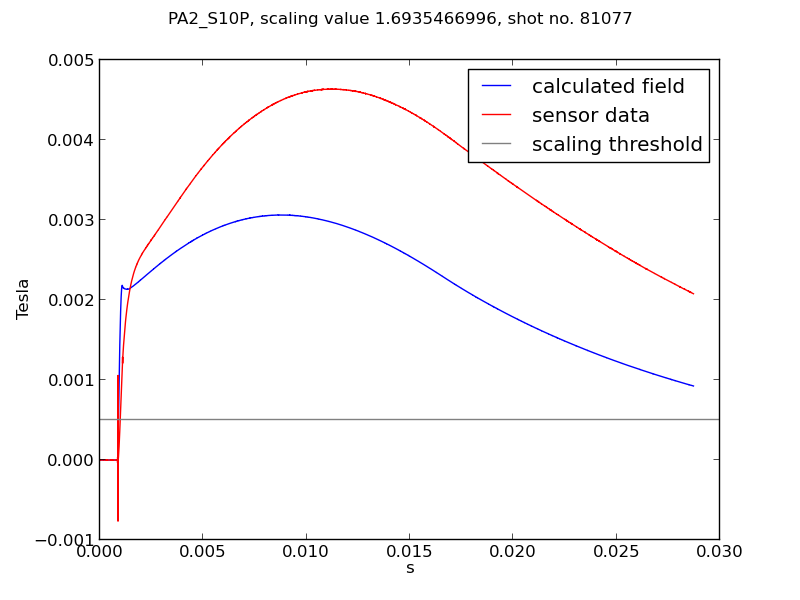 PA2_S10P, scaling value 1.6935466996, shot no. 81077
0.005
0.004
0.003
0.002
0.001
0.000
−0.001
Tesla
calculated field
sensor data
scaling threshold
0.000 0.005 0.010 0.015 0.020 0.025 0.030
s